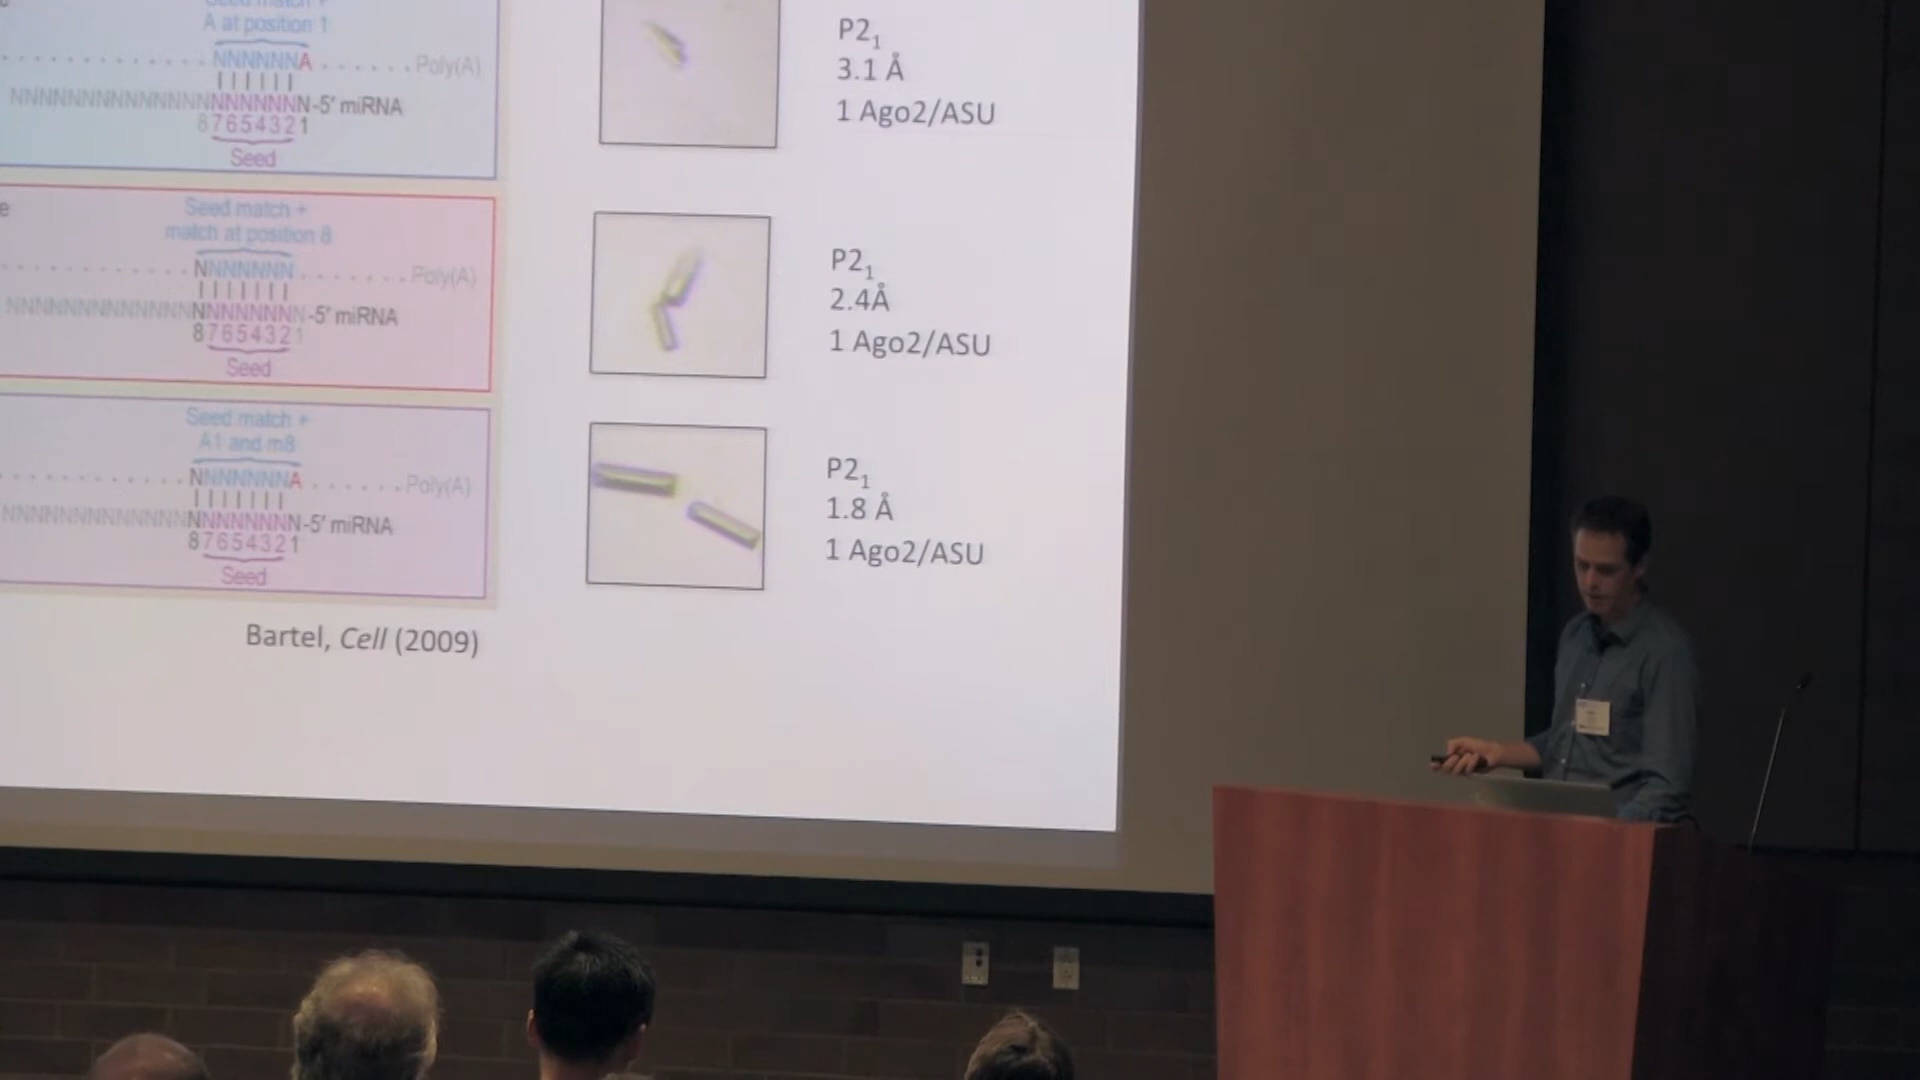 A at position 1
NNNNNNA......Poly(A)
NNNNNNNNNNNNNNNNNNNNN-5′ miRNA
87654321
Seed
P2₁
3.1 Å
1 Ago2/ASU
e
Seed match +
match at position 8
NNNNNNN.......Poly(A)
NNNNNNNNNNNNNNNNNNNNN-5′ miRNA
87654321
Seed
P2₁
2.4Å
1 Ago2/ASU
Seed match +
A1 and m8
NNNNNNNA......Poly(A)
NNNNNNNNNNNNNNNNNNNNN-5′ miRNA
87654321
Seed
P2₁
1.8 Å
1 Ago2/ASU
Bartel, Cell (2009)